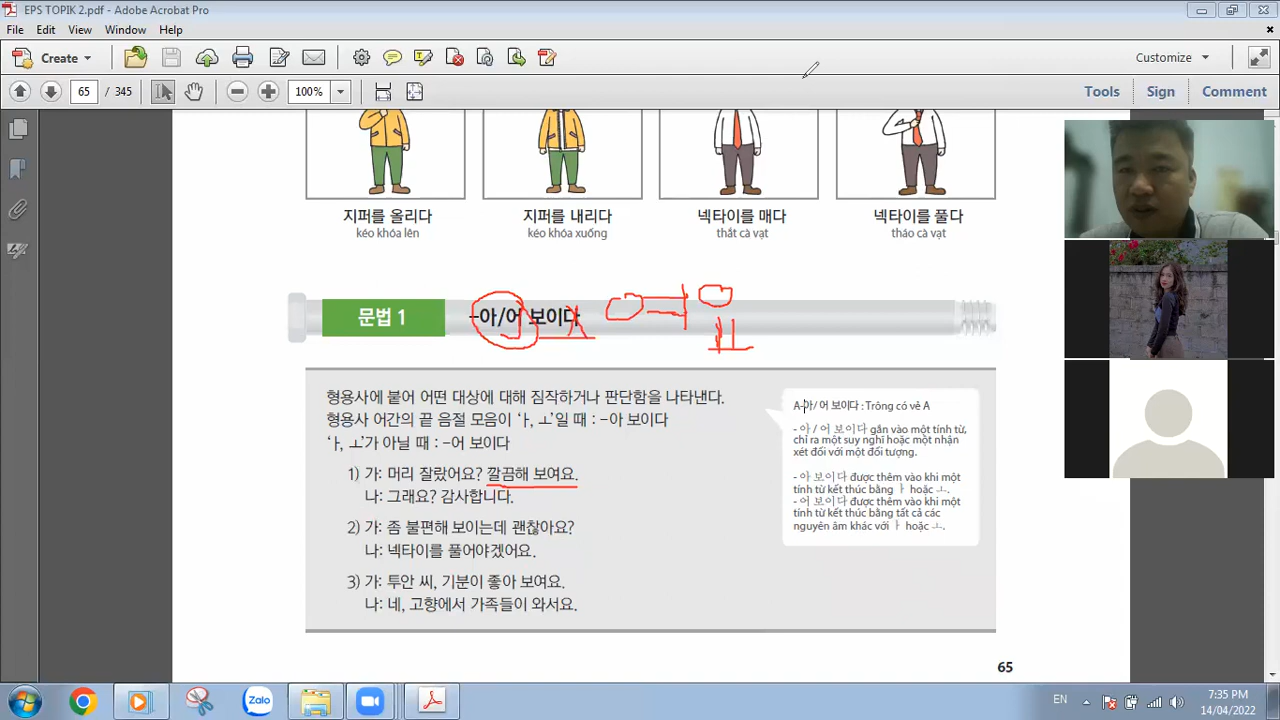 EPS TOPIK 2.pdf - Adobe Acrobat Pro
File Edit View Window Help
Create Customize
65 / 345 100% Tools Sign Comment
지퍼를 올리다 지퍼를 내리다 넥타이를 매다 넥타이를 풀다
kéo khóa lên kéo khóa xuống thắt cà vạt tháo cà vạt
문법 1 -아/어 보이다 여 요
형용사에 붙어 어떤 대상에 대해 짐작하거나 판단함을 나타낸다.
형용사 어간의 끝 음절 모음이 ‘ㅏ, ㅗ’일 때 : -아 보이다
‘ㅏ, ㅗ’가 아닐 때 : -어 보이다
1) 가: 머리 잘랐어요? 깔끔해 보여요.
나: 그래요? 감사합니다.
2) 가: 좀 불편해 보이는데 괜찮아요?
나: 넥타이를 풀어야겠어요.
3) 가: 투안 씨, 기분이 좋아 보여요.
나: 네, 고향에서 가족들이 와서요.
A-아/어 보이다 : Trông có vẻ A
- 아 / 어 보이다 gắn vào một tính từ,
chỉ ra một suy nghĩ hoặc một nhận
xét đối với một đối tượng.
- 아 보이다 được thêm vào khi một
tính từ kết thúc bằng ㅏ hoặc ㅗ.
- 어 보이다 được thêm vào khi một
tính từ kết thúc bằng tất cả các
nguyên âm khác với ㅏ hoặc ㅗ.
65
Zalo
EN 7:35 PM
14/04/2022